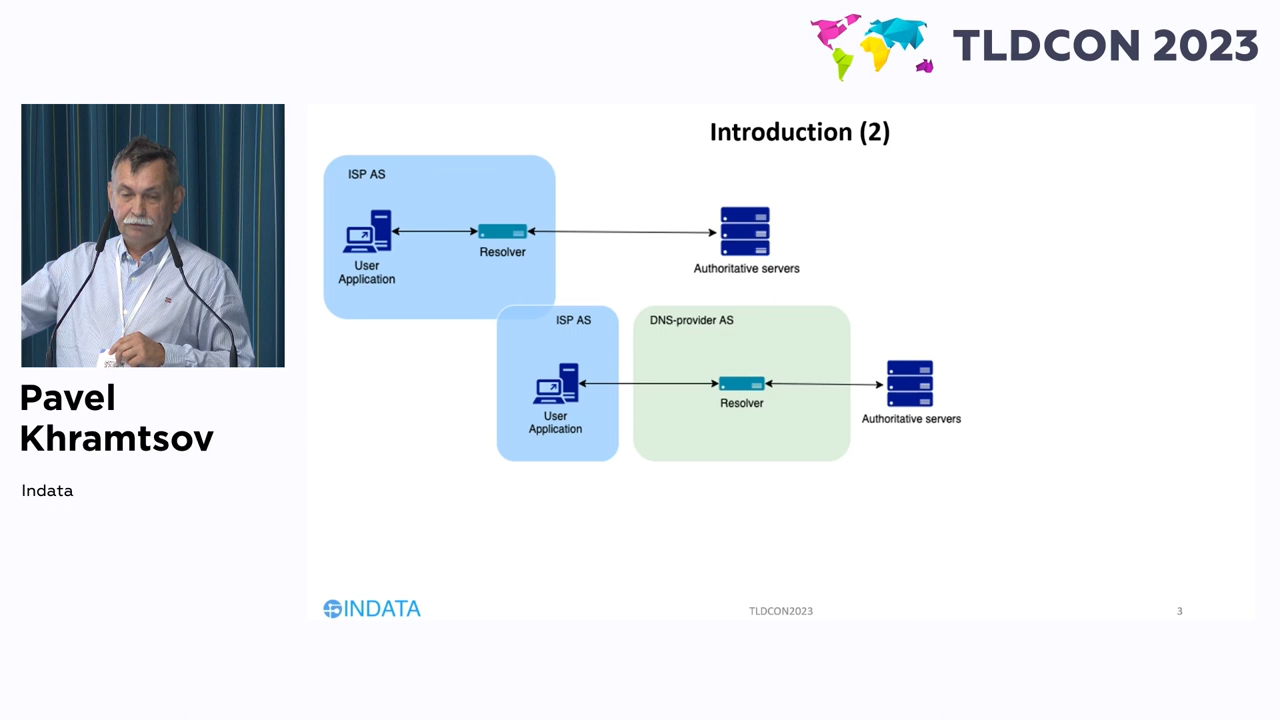 TLDCON 2023
Introduction (2)
ISP AS
User
Application
Resolver
Authoritative servers
ISP AS
DNS-provider AS
User
Application
Resolver
Authoritative servers
Pavel
Khramtsov
Indata
INDATA
TLDCON2023
3